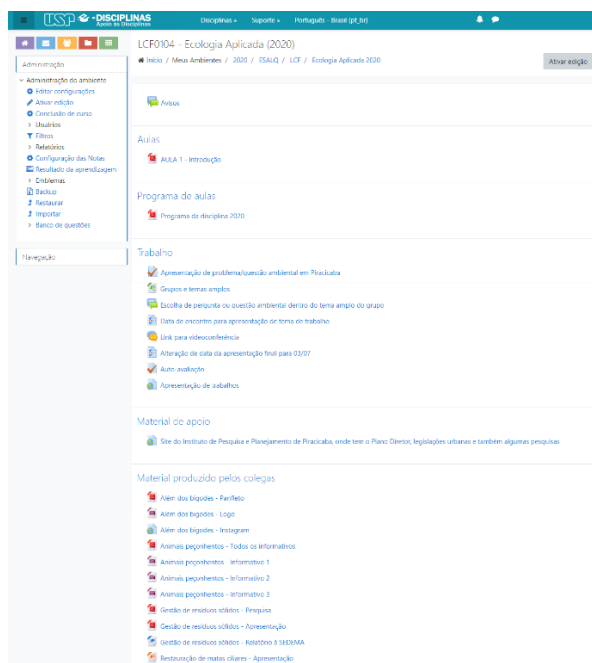 USP e-DISCIPLINAS
Apoio às Disciplinas
Disciplinas
Suporte
Português - Brasil (pt_br)
LCF0104 - Ecologia Aplicada (2020)
Início / Meus Ambientes / 2020 / ESALQ / LCF / Ecologia Aplicada 2020
Ativar edição
Administração
Administração do ambiente
Editar configurações
Ativar edição
Conclusão de curso
Usuários
Filtros
Relatórios
Configuração das Notas
Resultado da aprendizagem
Emblemas
Backup
Restaurar
Importar
Banco de questões
Navegação
Avisos
Aulas
AULA 1 - Introdução
Programa de aulas
Programa da disciplina 2020
Trabalho
Apresentação de problema/questão ambiental em Piracicaba
Grupos e temas amplos
Escolha de pergunta ou questão ambiental dentro do tema amplo do grupo
Data de encontro para apresentação de tema de trabalho
Link para videoconferência
Alteração de data da apresentação final para 03/07
Auto-avaliação
Apresentação de trabalhos
Material de apoio
Site do Instituto de Pesquisa e Planejamento de Piracicaba, onde tem o Plano Diretor, legislações urbanas e também algumas pesquisas
Material produzido pelos colegas
Além dos bigodes - Panfleto
Além dos bigodes - Logo
Além dos bigodes - Instagram
Animais peçonhentos - Todos os informativos
Animais peçonhentos - Informativo 1
Animais peçonhentos - Informativo 2
Animais peçonhentos - Informativo 3
Gestão de resíduos sólidos - Pesquisa
Gestão de resíduos sólidos - Apresentação
Gestão de resíduos sólidos - Relatório à SEDEMA
Restauração de matas ciliares - Apresentação